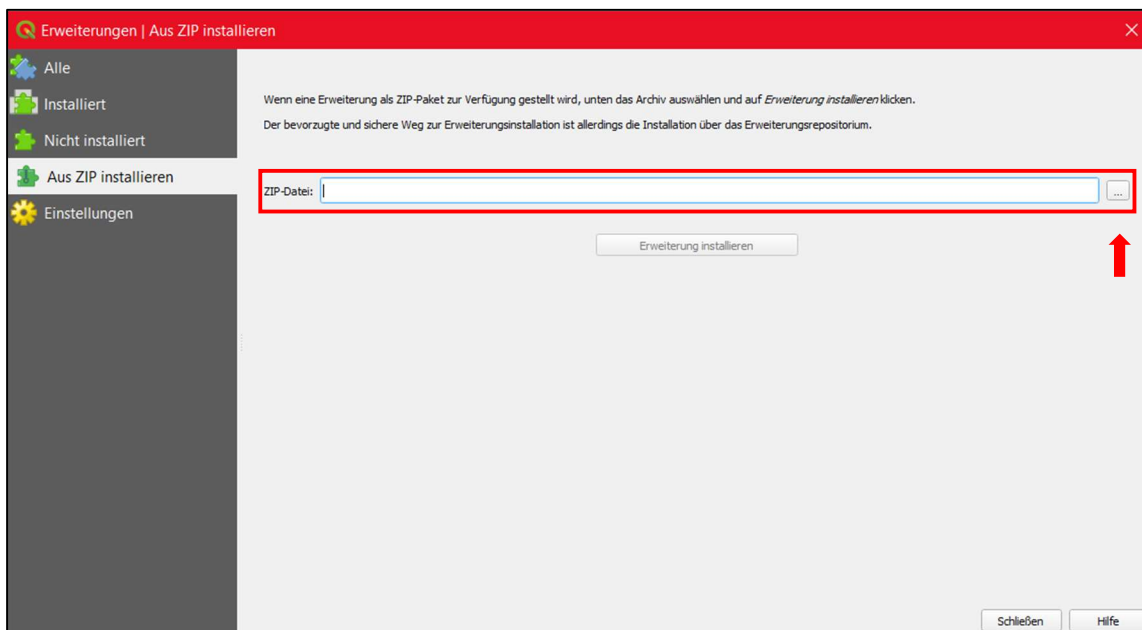 Erweiterungen | Aus ZIP installieren
Alle
Installiert
Nicht installiert
Aus ZIP installieren
Einstellungen
Wenn eine Erweiterung als ZIP-Paket zur Verfügung gestellt wird, unten das Archiv auswählen und auf Erweiterung installieren klicken.
Der bevorzugte und sichere Weg zur Erweiterungsinstallation ist allerdings die Installation über das Erweiterungsrepositorium.
ZIP-Datei:
...
Erweiterung installieren
Schließen Hilfe